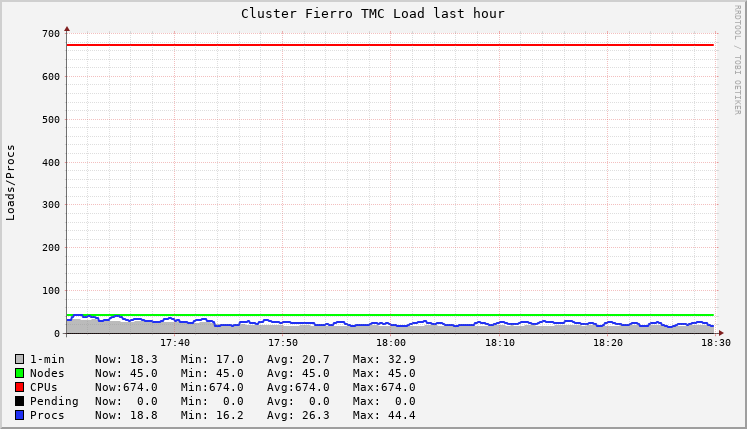 Cluster Fierro TMC Load last hour
RRDTOOL / TOBI OETIKER
Loads/Procs
700
600
500
400
300
200
100
0
17:40 17:50 18:00 18:10 18:20 18:30
1-min Now: 18.3 Min: 17.0 Avg: 20.7 Max: 32.9
Nodes Now: 45.0 Min: 45.0 Avg: 45.0 Max: 45.0
CPUs Now:674.0 Min:674.0 Avg:674.0 Max:674.0
Pending Now: 0.0 Min: 0.0 Avg: 0.0 Max: 0.0
Procs Now: 18.8 Min: 16.2 Avg: 26.3 Max: 44.4